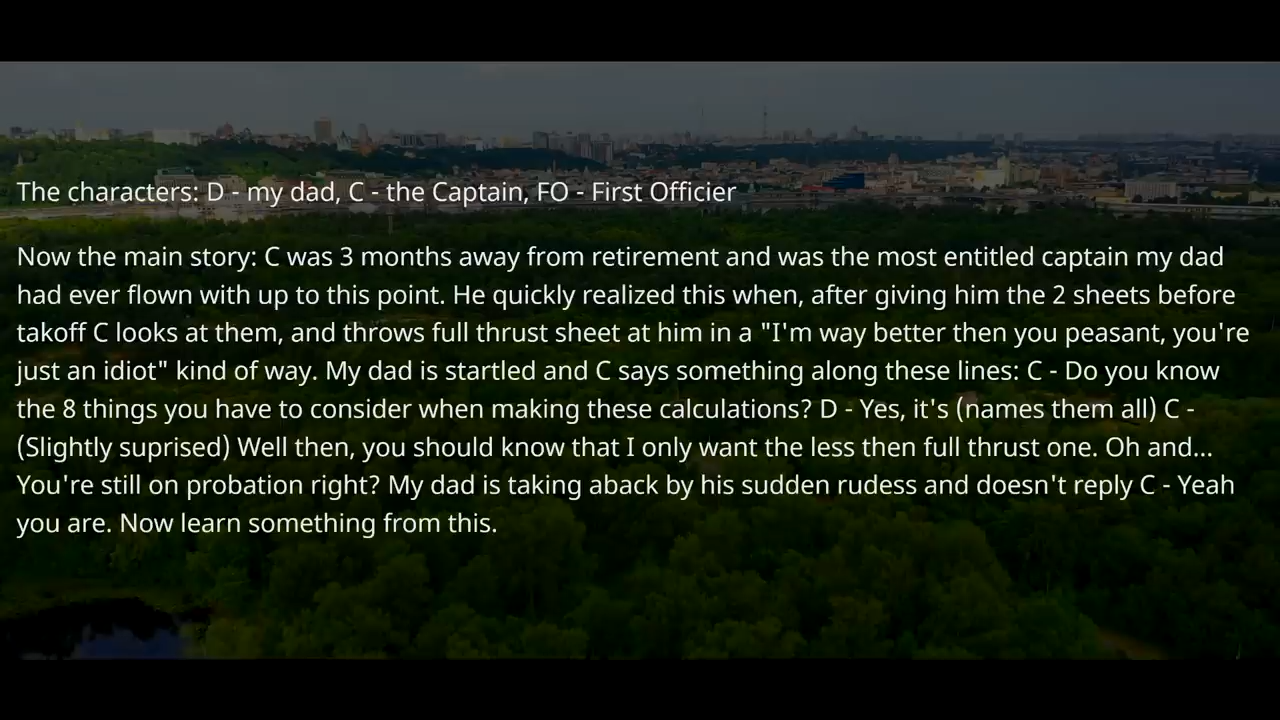 The characters: D - my dad, C - the Captain, FO - First Officier
Now the main story: C was 3 months away from retirement and was the most entitled captain my dad
had ever flown with up to this point. He quickly realized this when, after giving him the 2 sheets before
takoff C looks at them, and throws full thrust sheet at him in a "I'm way better then you peasant, you're
just an idiot" kind of way. My dad is startled and C says something along these lines: C - Do you know
the 8 things you have to consider when making these calculations? D - Yes, it's (names them all) C -
(Slightly suprised) Well then, you should know that I only want the less then full thrust one. Oh and...
You're still on probation right? My dad is taking aback by his sudden rudess and doesn't reply C - Yeah
you are. Now learn something from this.